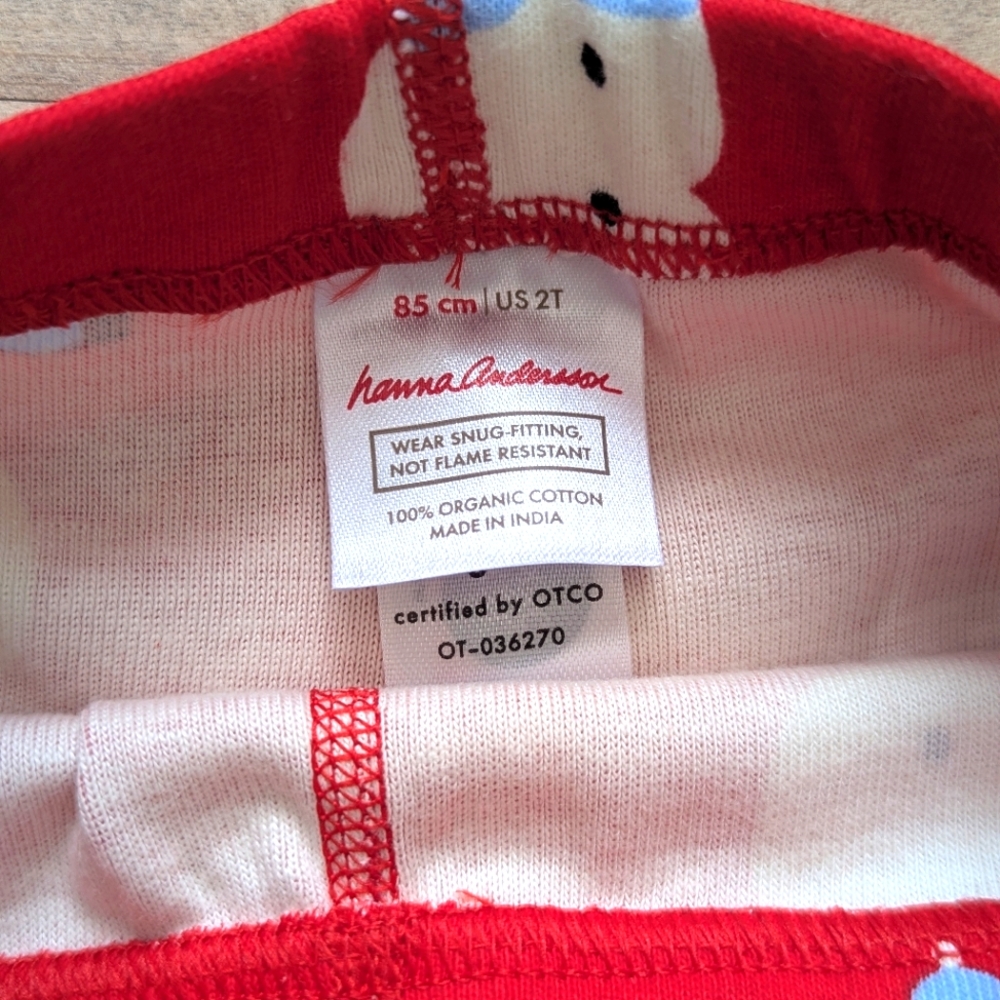 85 cm | US 2T
hanna Andersson
WEAR SNUG-FITTING,
NOT FLAME RESISTANT
100% ORGANIC COTTON
MADE IN INDIA
certified by OTCO
OT-036270